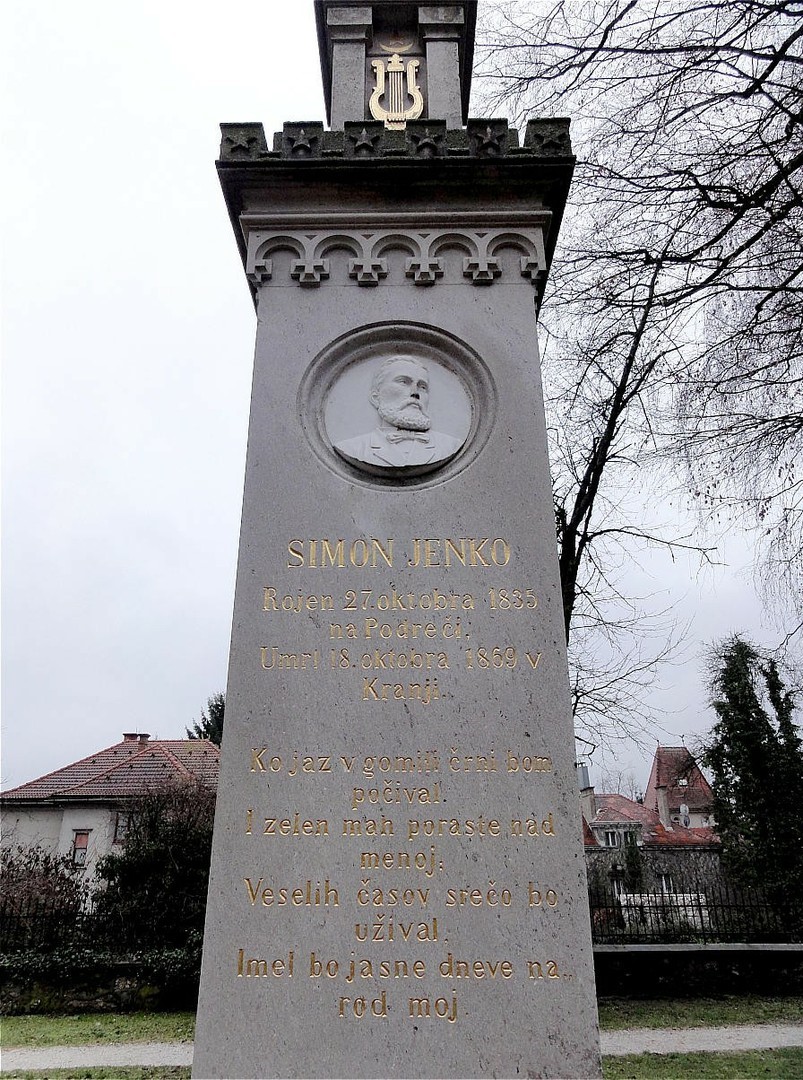 SIMON JENKO
Rojen 27.oktobra 1835
na Podreči.
Umrl 18.oktobra 1869 v
Kranji.
Ko jaz v gomili črni bom
počival.
I zelen mah poraste nad
menoj,
Veselih časov srečo bo
užival,
Imel bo jasne dneve na_
rod moj.